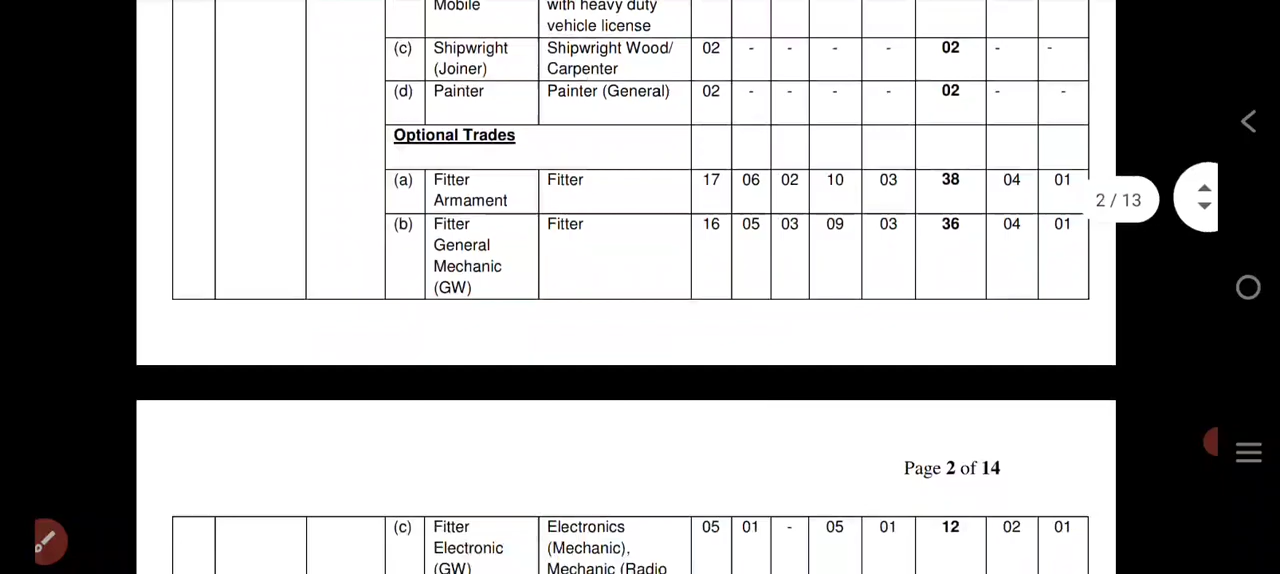 Mobile with heavy duty
vehicle license
(c) Shipwright Shipwright Wood/ 02 - - - - 02 - -
(Joiner) Carpenter
(d) Painter Painter (General) 02 - - - - 02 - -
Optional Trades
(a) Fitter Fitter 17 06 02 10 03 38 04 01
Armament
2 / 13
(b) Fitter Fitter 16 05 03 09 03 36 04 01
General
Mechanic
(GW)
Page 2 of 14
(c) Fitter Electronics 05 01 - 05 01 12 02 01
Electronic (Mechanic),
(GW) Mechanic (Radio